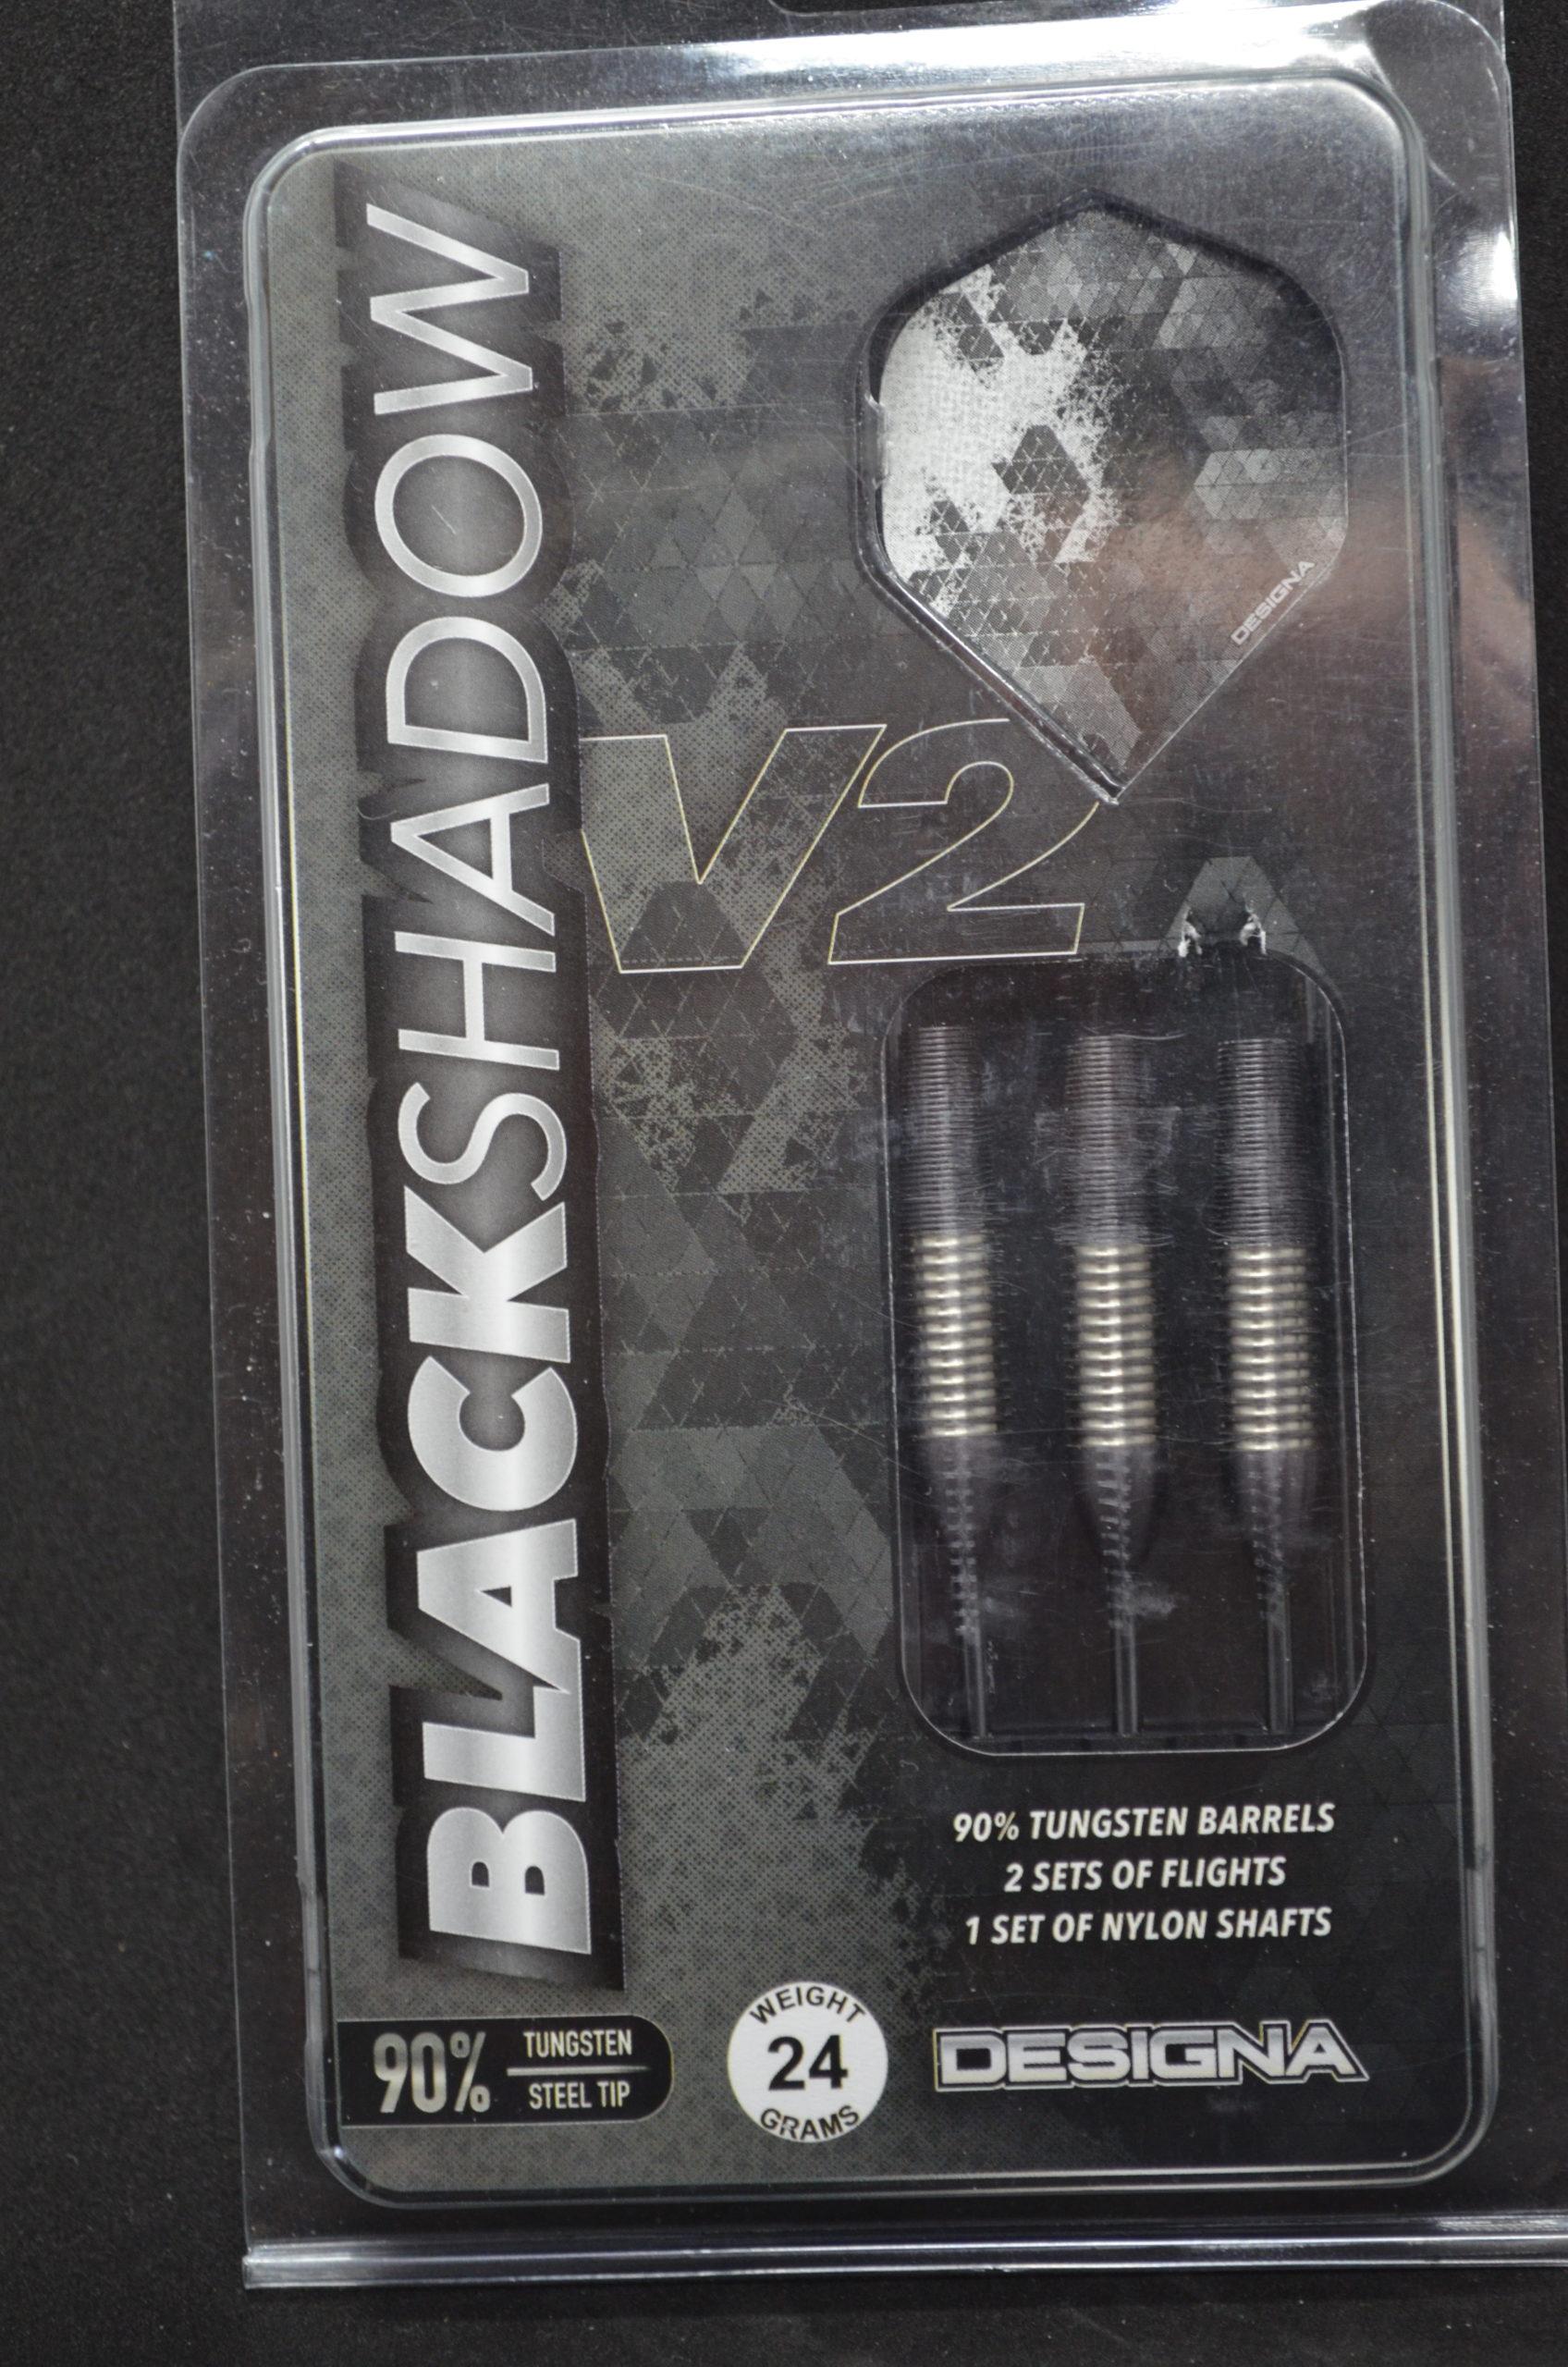 BLACKSHADOW
V2
DESIGNA
90% TUNGSTEN BARRELS
2 SETS OF FLIGHTS
1 SET OF NYLON SHAFTS
90% TUNGSTEN
STEEL TIP
WEIGHT
24
GRAMS
DESIGNA